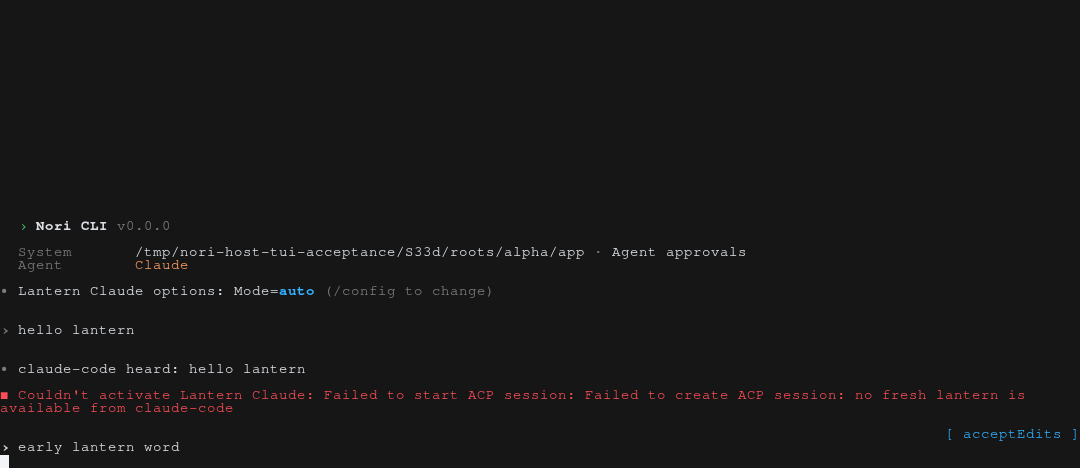 › Nori CLI v0.0.0
System /tmp/nori-host-tui-acceptance/S33d/roots/alpha/app · Agent approvals
Agent Claude
• Lantern Claude options: Mode=auto (/config to change)
› hello lantern
• claude-code heard: hello lantern
■ Couldn't activate Lantern Claude: Failed to start ACP session: Failed to create ACP session: no fresh lantern is
available from claude-code
[ acceptEdits ]
› early lantern word